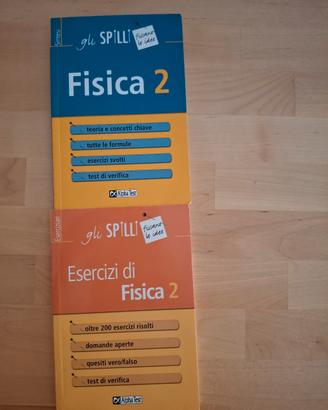 gli SPILLI
fissano
le idee
Fisica 2
teoria e concetti chiave
tutte le formule
esercizi svolti
test di verifica
Alpha Test
Esercizi
gli SPILLI
fissano
le idee
Esercizi di
Fisica 2
oltre 200 esercizi risolti
domande aperte
quesiti vero/falso
test di verifica
Alpha Test